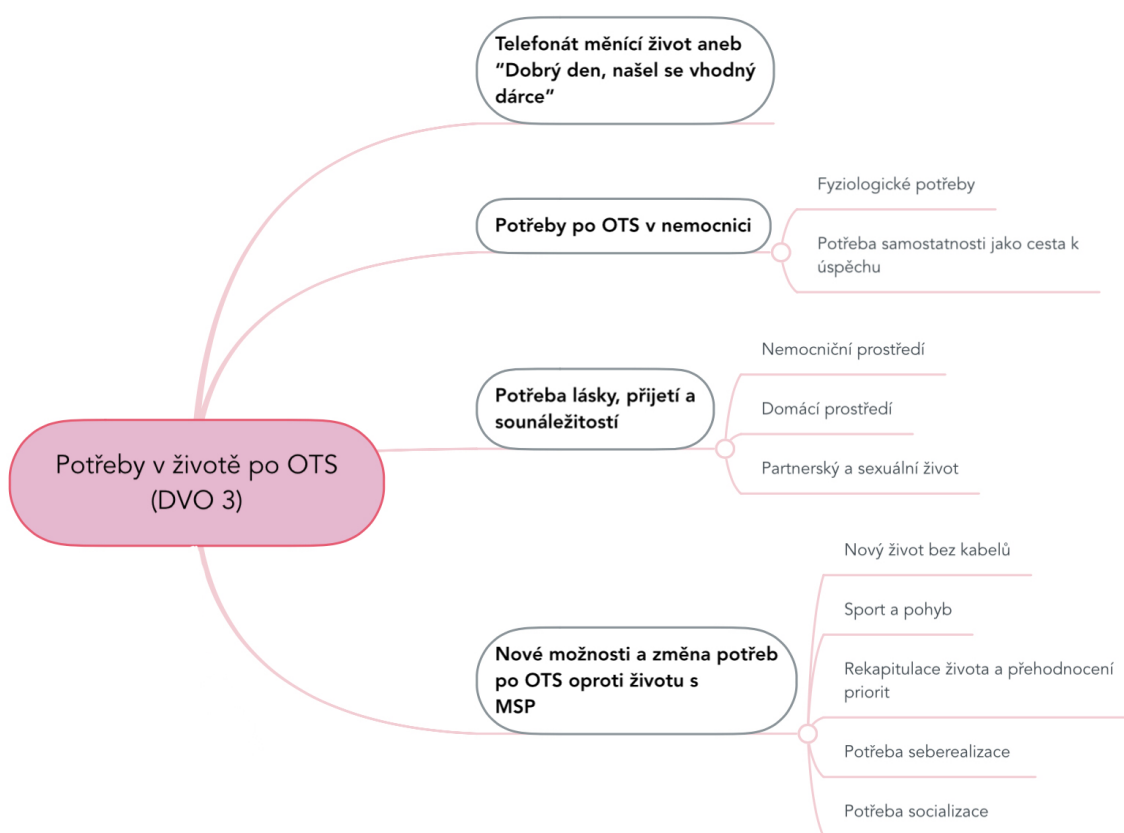 Telefonát měnící život aneb
“Dobrý den, našel se vhodný
dárce”
Potřeby po OTS v nemocnici
Fyziologické potřeby
Potřeba samostatnosti jako cesta k
úspěchu
Potřeba lásky, přijetí a
sounáležitostí
Nemocniční prostředí
Domácí prostředí
Partnerský a sexuální život
Potřeby v životě po OTS
(DVO 3)
Nové možnosti a změna potřeb
po OTS oproti životu s
MSP
Nový život bez kabelů
Sport a pohyb
Rekapitulace života a přehodnocení
priorit
Potřeba seberealizace
Potřeba socializace